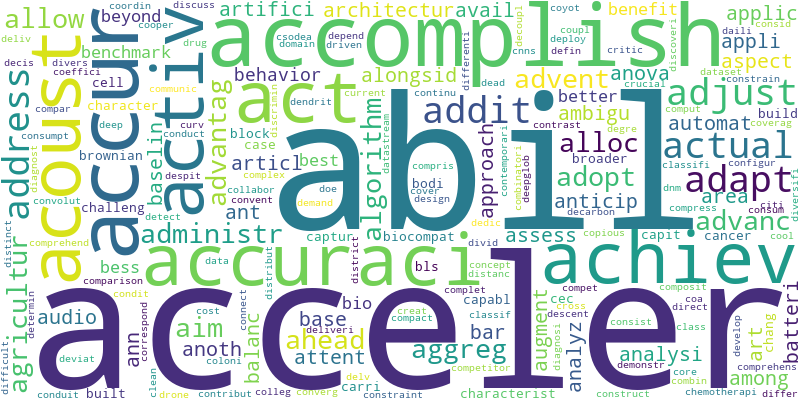 abil
acceler
accomplish
accuraci
achiev
accur
acoust
activ
act
actual
adapt
adjust
addit
address
administr
adopt
advanc
advent
advantag
aggreg
agricultur
ahead
aim
algorithm
alloc
allow
alongsid
ambigu
among
analysi
analyz
ann
anoth
anova
ant
anticip
appli
applic
approach
architectur
area
art
articl
artifici
aspect
assess
attent
audio
augment
automat
avail
balanc
bar
base
baselin
batteri
behavior
benchmark
benefit
bess
best
better
beyond
bio
biocompat
block
bls
bodi
broader
brownian
build
built
cancer
capabl
capit
captur
carri
case
cec
cell
challeng
chang
character
characterist
chemotherapi
citi
class
classif
classifi
clean
cnns
coa
coeffici
collabor
colleg
coloni
combin
combinatori
communic
compact
compar
comparison
compet
competitor
complet
complex
composit
comprehend
comprehens
compress
compris
comput
concept
condit
conduct
conduit
configur
connect
consid
consist
constrain
constraint
construct
consum
consumpt
contemporari
continu
contrast
contribut
convent
converg
convolut
cool
cooper
coordin
copious
core
correspond
cost
coupl
cover
coverag
coyot
creat
critic
cross
crucial
csodea
current
curv
daili
data
dataset
datastream
dead
decarbon
decis
decoupl
dedic
deep
deepglob
defin
degre
deliv
deliveri
delv
demand
demonstr
dendrit
depend
deploy
descent
design
despit
detect
determin
develop
deviat
diagnosi
diagnost
differ
differenti
difficult
direct
discoveri
discrimin
discuss
distanc
distinct
distribut
district
divers
diversifi
divid
dnm
doe
domain
driven
drone
drug